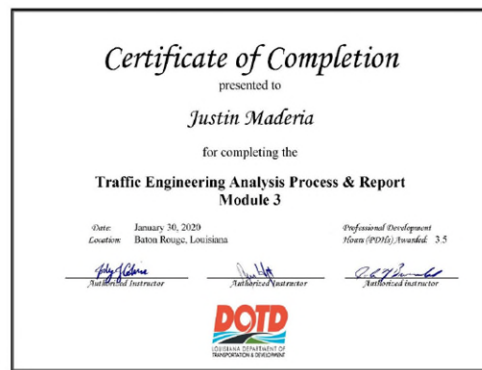 Certificate of Completion
presented to
Justin Maderia
for completing the
Traffic Engineering Analysis Process & Report
Module 3
Date: January 30, 2020
Location: Baton Rouge, Louisiana
Professional Development
Hours (PDHs) Awarded: 3.5
Authorized Instructor
Authorized Instructor
Authorized Instructor
DOTD
LOUISIANA DEPARTMENT OF
TRANSPORTATION & DEVELOPMENT